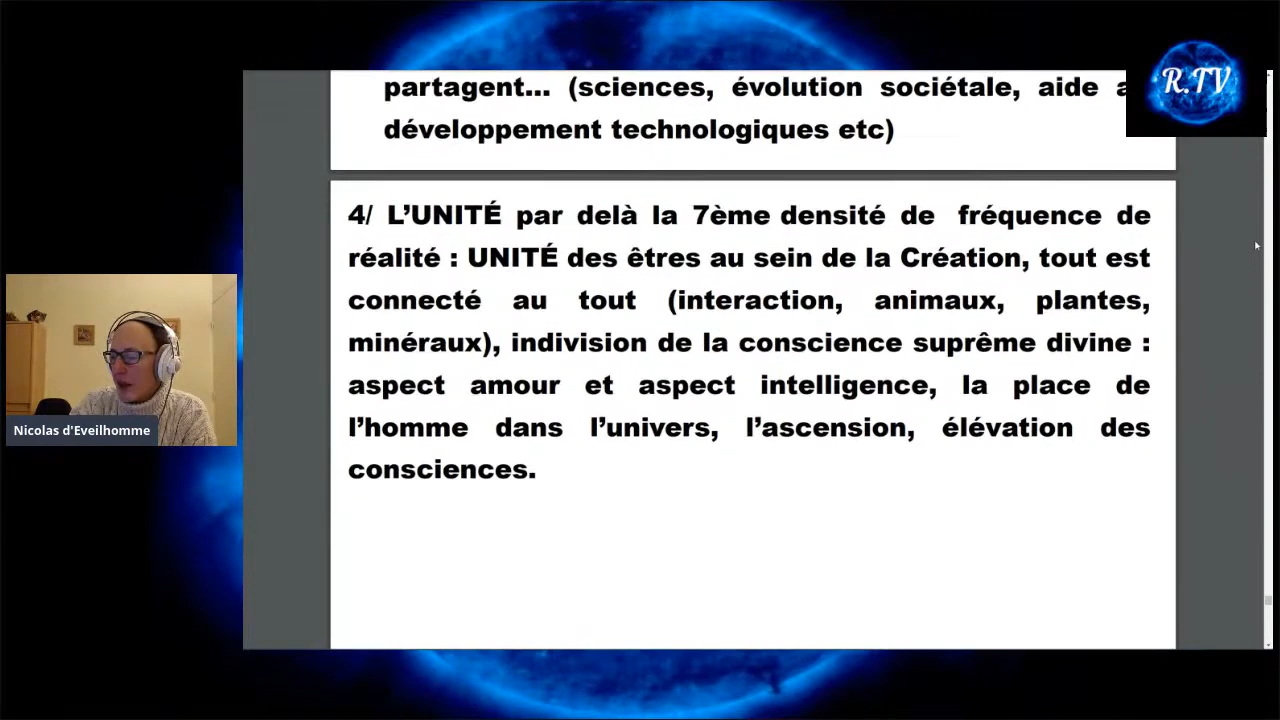 partagent... (sciences, évolution sociétale, aide
développement technologiques etc)
R.TV
4/ L’UNITÉ par delà la 7ème densité de fréquence de
réalité : UNITÉ des êtres au sein de la Création, tout est
connecté au tout (interaction, animaux, plantes,
minéraux), indivision de la conscience suprême divine :
aspect amour et aspect intelligence, la place de
l’homme dans l’univers, l’ascension, élévation des
consciences.
Nicolas d'Eveilhomme